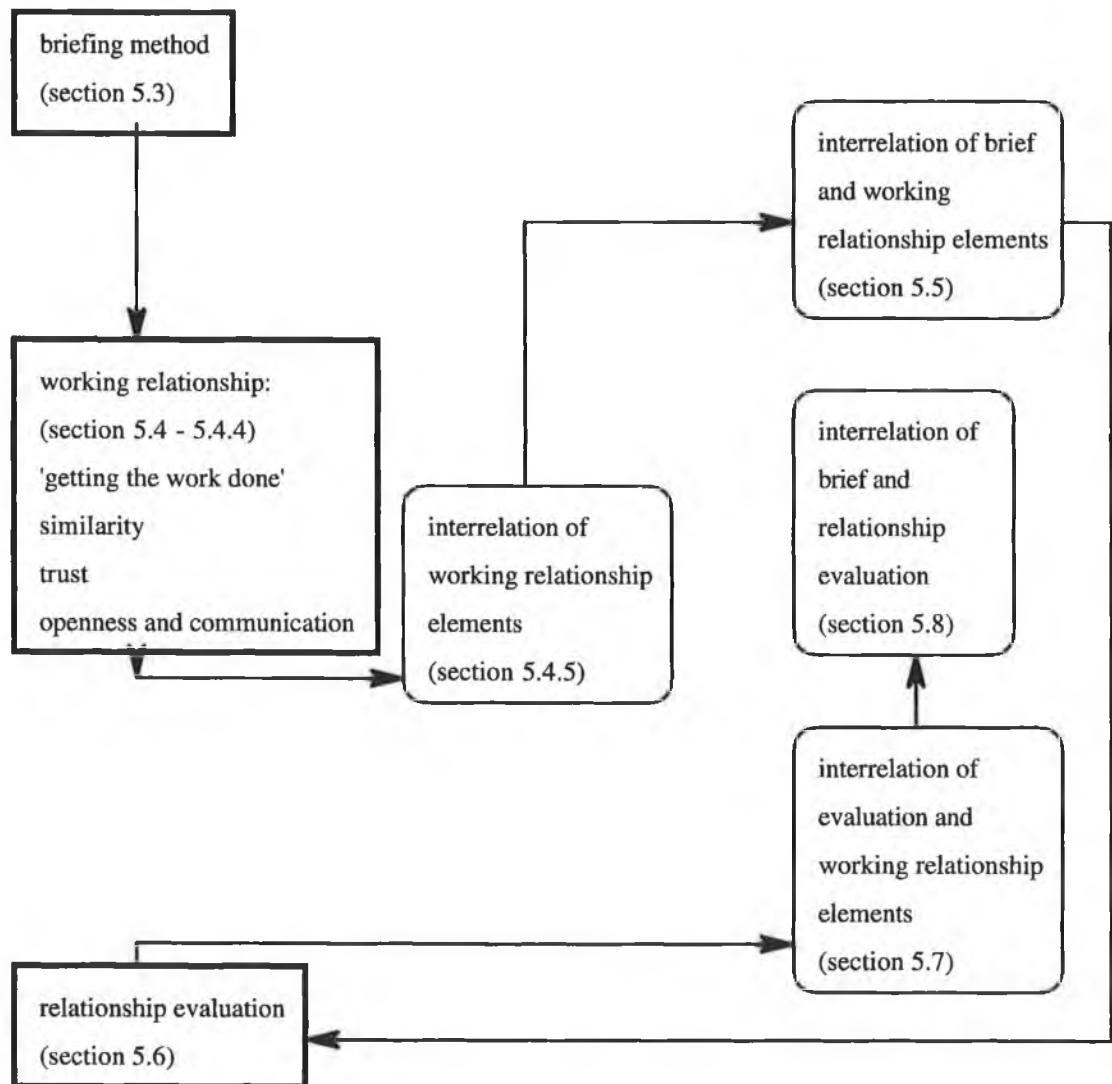 briefing method
(section 5.3)
working relationship:
(section 5.4 - 5.4.4)
'getting the work done'
similarity
trust
openness and communication
interrelation of
working relationship
elements
(section 5.4.5)
interrelation of brief
and working
relationship elements
(section 5.5)
relationship evaluation
(section 5.6)
interrelation of
evaluation and
working relationship
elements
(section 5.7)
interrelation of
brief and
relationship
evaluation
(section 5.8)